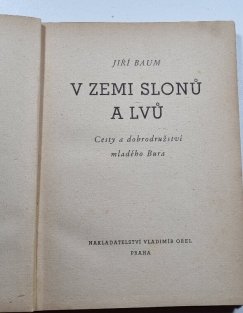 JIŘÍ BAUM
V ZEMI SLONŮ
A LVŮ
Cesty a dobrodružství
mladého Bura
NAKLADATELSTVÍ VLADIMÍR OREL
PRAHA